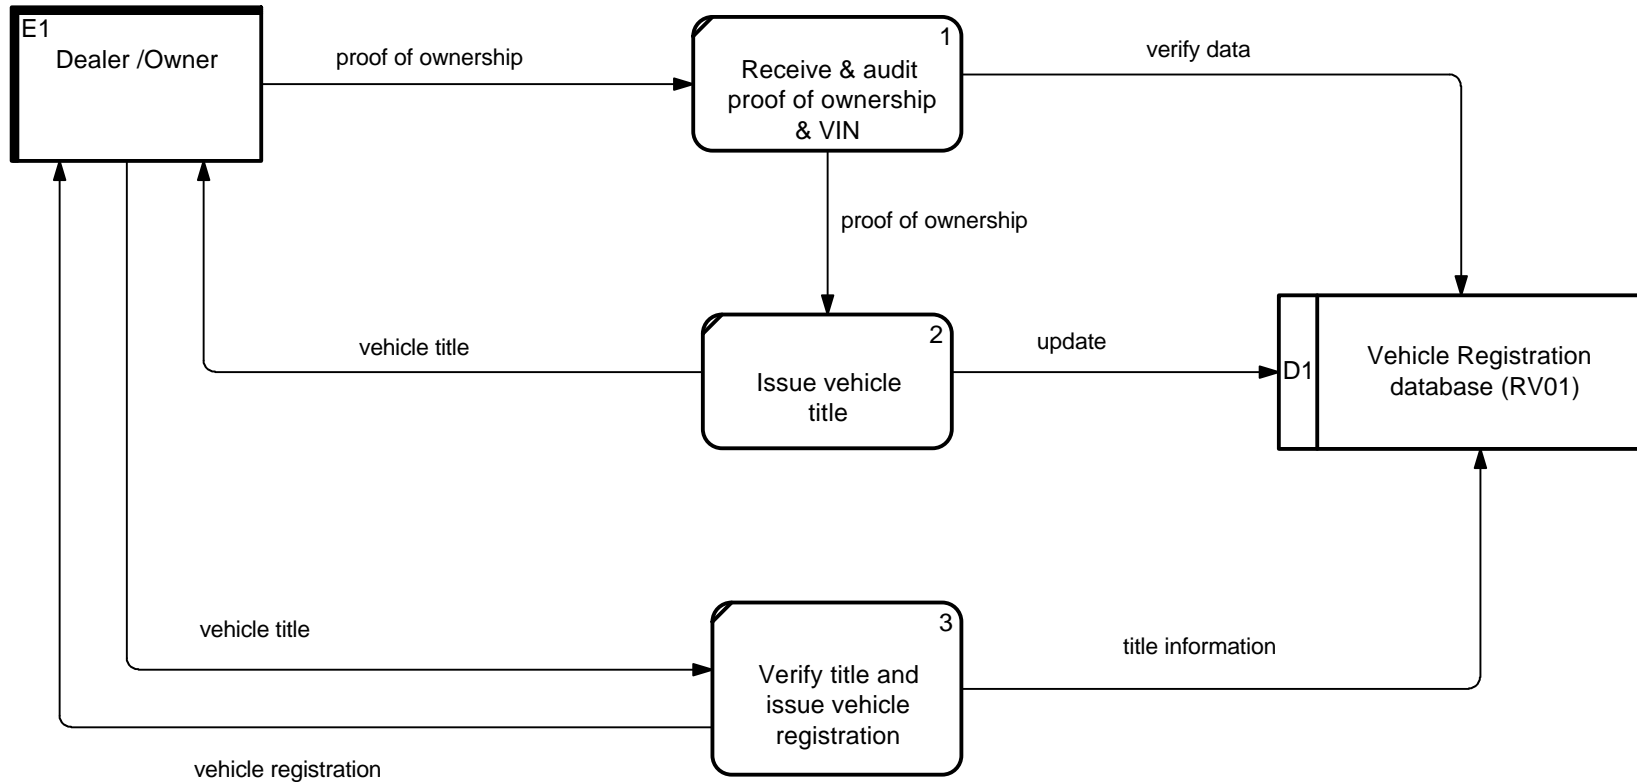 E1
Dealer /Owner
proof of ownership
1
Receive & audit
proof of ownership
& VIN
verify data
proof of ownership
vehicle title
2
Issue vehicle
title
update
D1
Vehicle Registration
database (RV01)
vehicle title
3
Verify title and
issue vehicle
registration
title information
vehicle registration